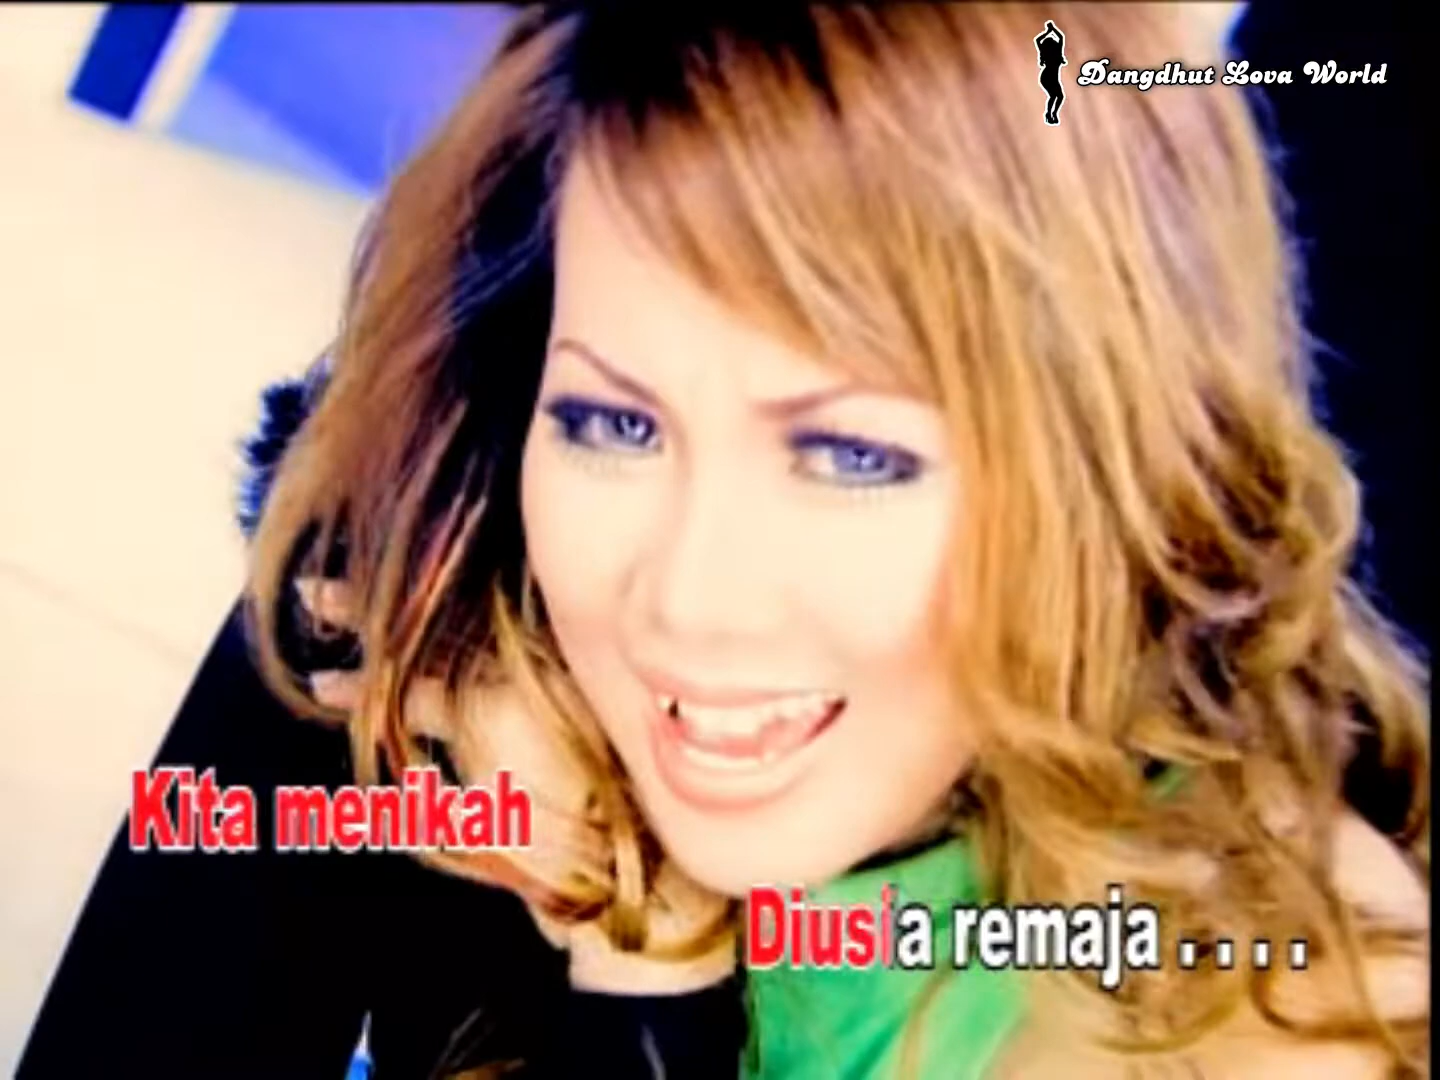 Dangdhut Lova World
Kita menikah
Diusia remaja . . . .